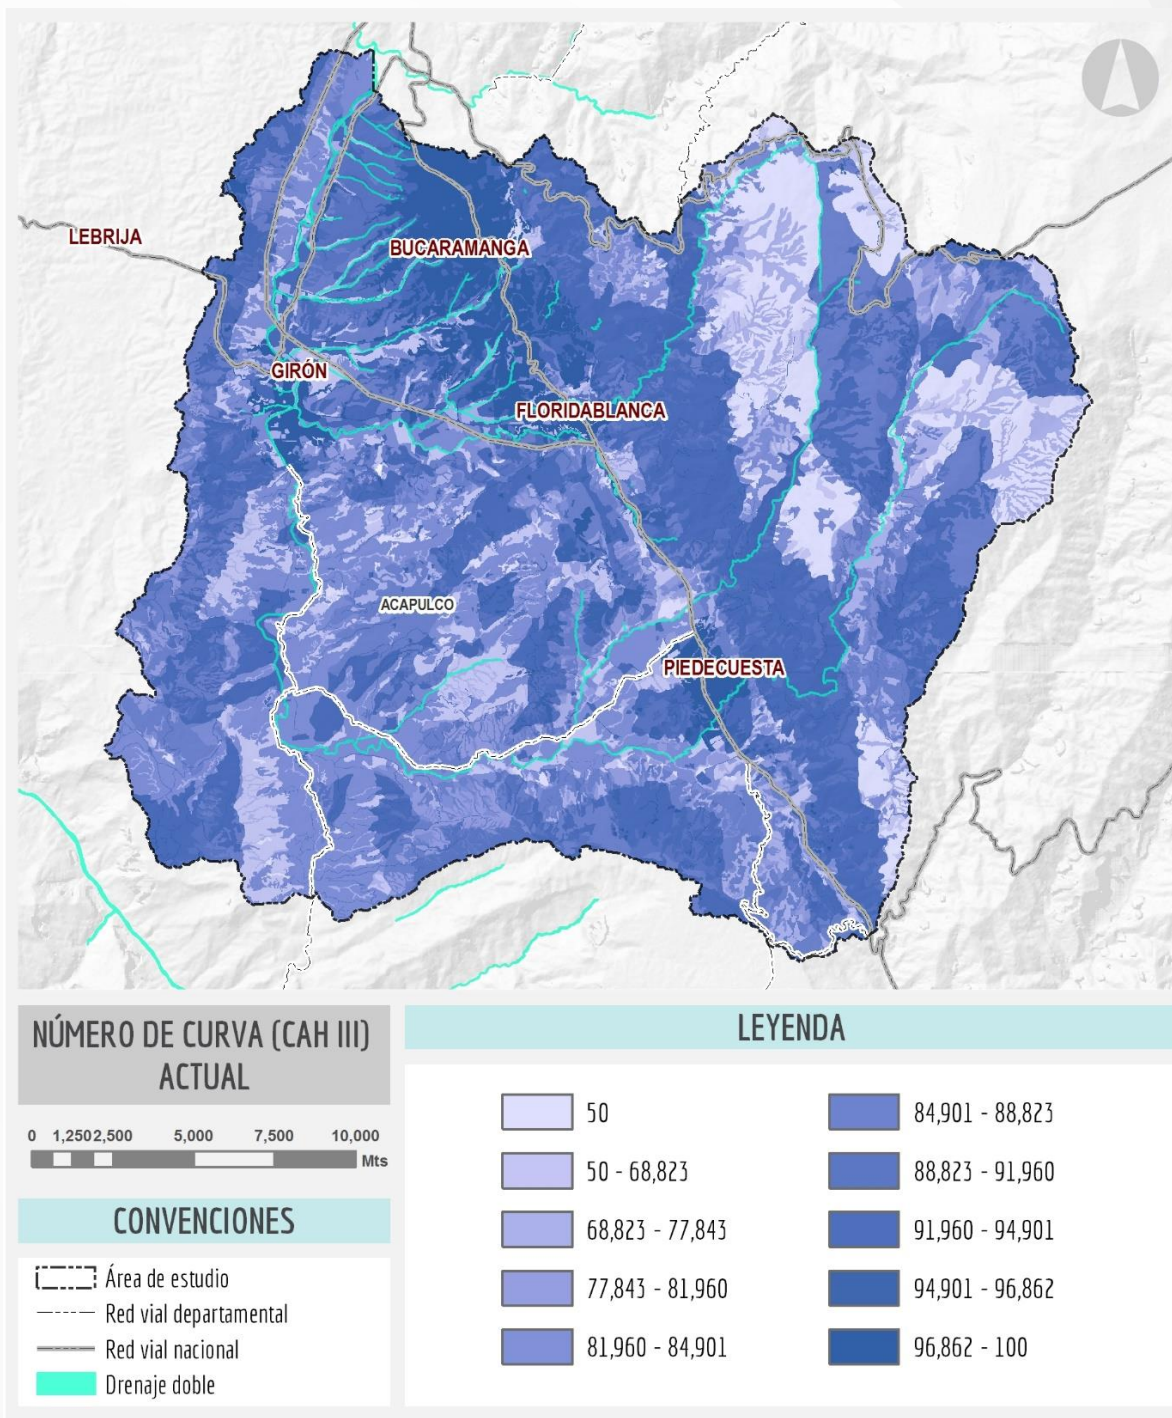 LEBRIJA
BUCARAMANGA
GIRÓN
FLORIDABLANCA
ACAPULCO
PIEDECUESTA
NÚMERO DE CURVA (CAH III)
ACTUAL
0 1,250 2,500 5,000 7,500 10,000
Mts
CONVENCIONES
Área de estudio
Red vial departamental
Red vial nacional
Drenaje doble
LEYENDA
50
50 - 68,823
68,823 - 77,843
77,843 - 81,960
81,960 - 84,901
84,901 - 88,823
88,823 - 91,960
91,960 - 94,901
94,901 - 96,862
96,862 - 100